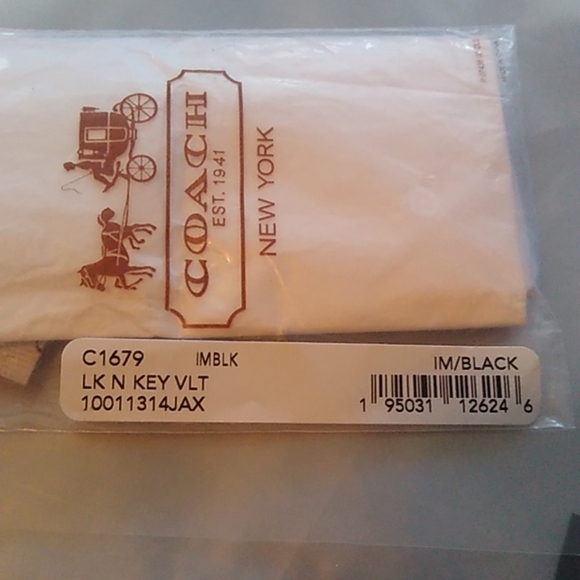 COACH
EST. 1941
NEW YORK
C1679 IMBLK IM/BLACK
LK N KEY VLT
10011314JAX
1 95031 12624 6